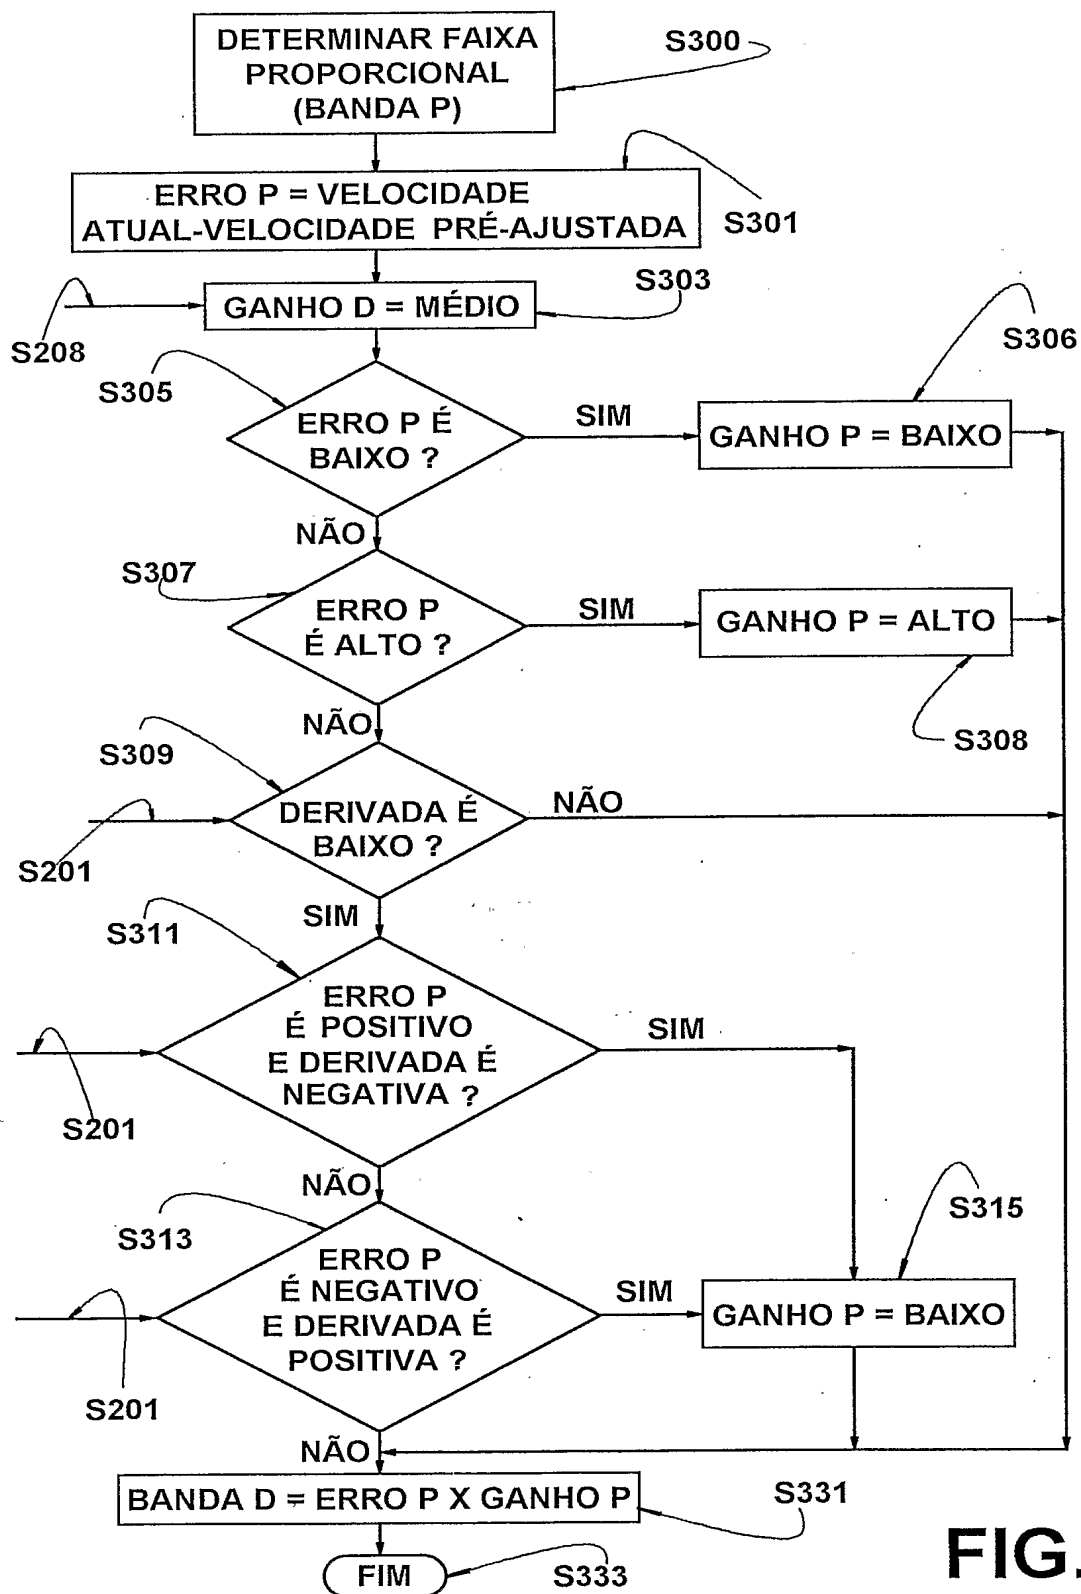 DETERMINAR FAIXA
PROPORCIONAL
(BANDA P)
S300
ERRO P = VELOCIDADE
ATUAL-VELOCIDADE PRÉ-AJUSTADA
S301
S303
GANHO D = MÉDIO
S208
S306
S305
ERRO P É
BAIXO ?
SIM
GANHO P = BAIXO
NÃO
S307
ERRO P
É ALTO ?
SIM
GANHO P = ALTO
S308
NÃO
S309
DERIVADA É
BAIXO ?
NÃO
S201
SIM
S311
ERRO P
É POSITIVO
E DERIVADA É
NEGATIVA ?
SIM
S201
NÃO
S315
S313
ERRO P
É NEGATIVO
E DERIVADA É
POSITIVA ?
SIM
GANHO P = BAIXO
S201
NÃO
BANDA D = ERRO P X GANHO P
S331
FIM
S333
FIG.